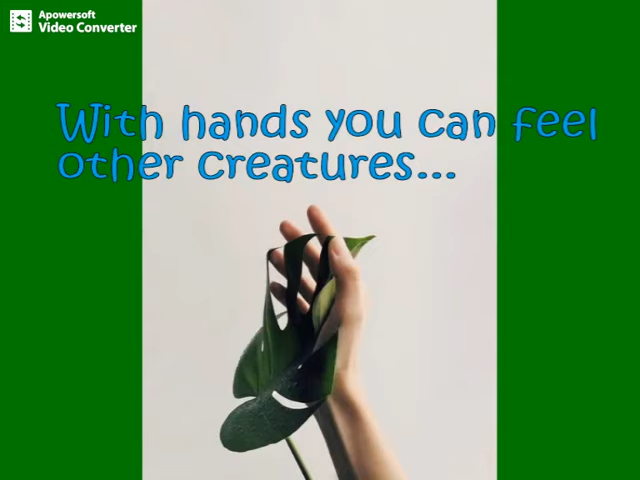 Apowersoft
Video Converter
With hands you can feel
other creatures...